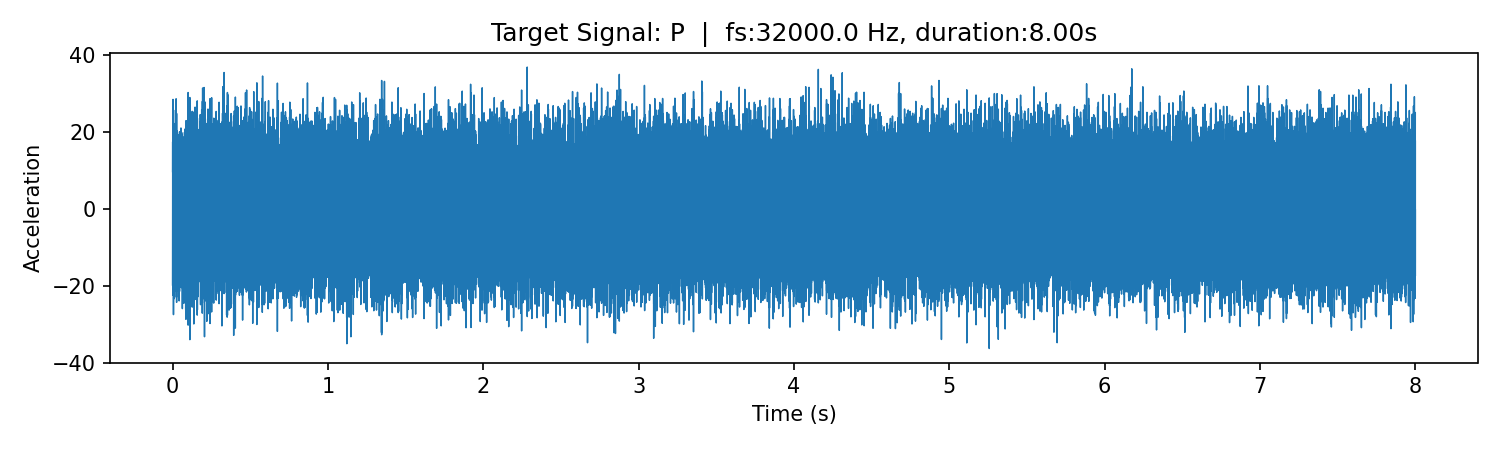 Target Signal: P  |  fs:32000.0 Hz, duration:8.00s
40
20
0
−20
−40
Acceleration
0 1 2 3 4 5 6 7 8
Time (s)